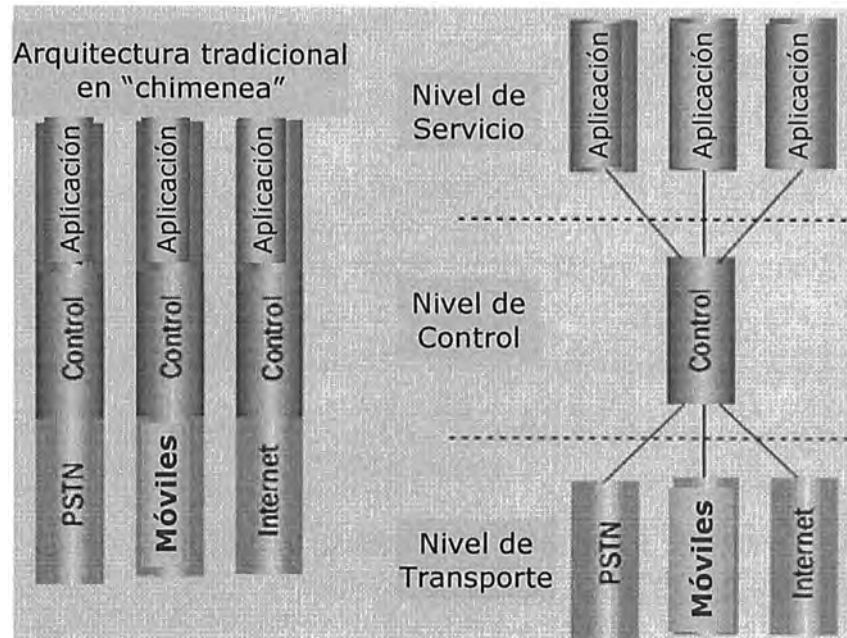 Arquitectura tradicional
en “chimenea”
Aplicación
Aplicación
Aplicación
Control
Control
Control
PSTN
Móviles
Internet
Nivel de
Servicio
Aplicación
Aplicación
Aplicación
Nivel de
Control
Control
Nivel de
Transporte
PSTN
Móviles
Internet